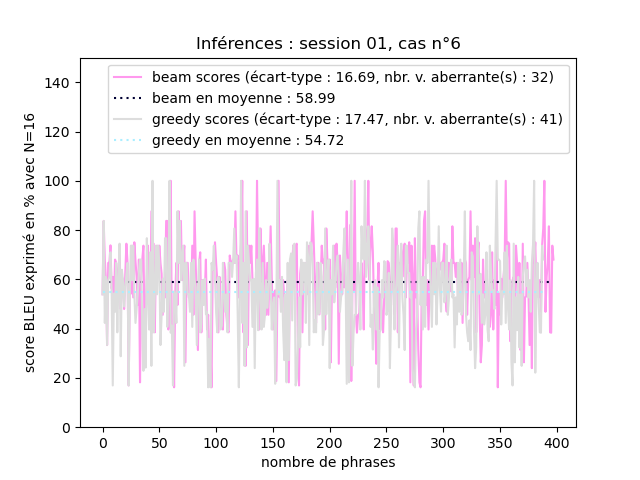 Inférences : session 01, cas n°6
beam scores (écart-type : 16.69, nbr. v. aberrante(s) : 32)
beam en moyenne : 58.99
greedy scores (écart-type : 17.47, nbr. v. aberrante(s) : 41)
greedy en moyenne : 54.72
score BLEU exprimé en % avec N=16
140
120
100
80
60
40
20
0
0 50 100 150 200 250 300 350 400
nombre de phrases